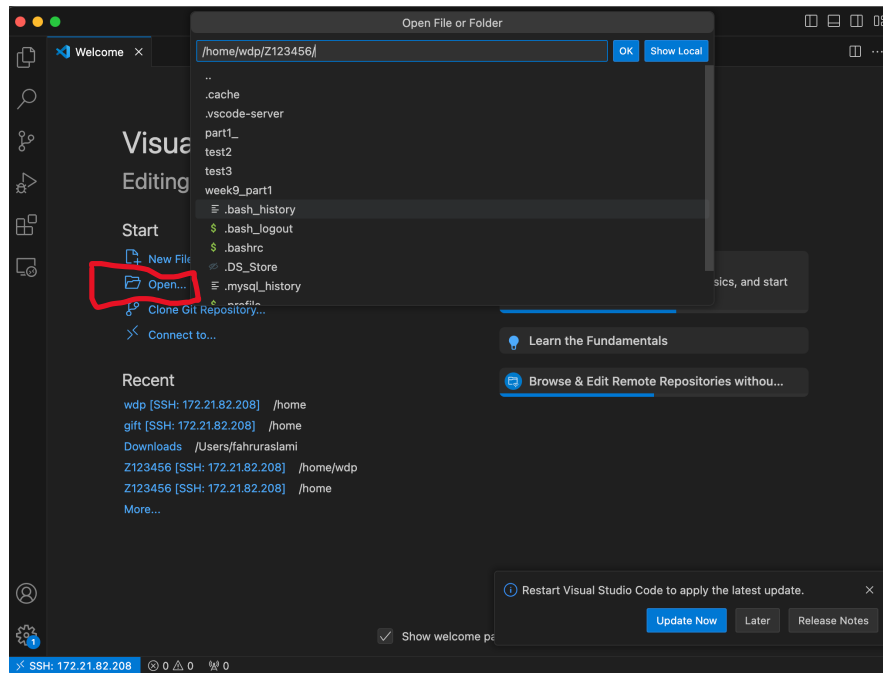 Open File or Folder
Welcome
/home/wdp/Z123456/
OK
Show Local
..
.cache
.vscode-server
part1_
test2
test3
week9_part1
.bash_history
.bash_logout
.bashrc
.DS_Store
.mysql_history
.profile
Visua
Editing
Start
New File
Open...
Clone Git Repository...
Connect to...
sics, and start
Learn the Fundamentals
Browse & Edit Remote Repositories withou...
Recent
wdp [SSH: 172.21.82.208] /home
gift [SSH: 172.21.82.208] /home
Downloads /Users/fahruraslami
Z123456 [SSH: 172.21.82.208] /home/wdp
Z123456 [SSH: 172.21.82.208] /home
More...
Restart Visual Studio Code to apply the latest update.
Update Now
Later
Release Notes
Show welcome pa
1
SSH: 172.21.82.208
0
0
0